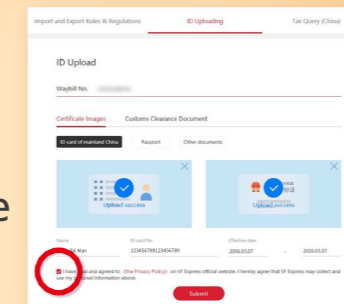 Import and Export Rules & Regulations
ID Uploading
Tax Query (China)
ID Upload
Waybill No.
Certificate Images
Customs Clearance Document
ID card of mainland China
Passport
Other documents
Upload success
Upload success
Name
ID card No.
Effective date
Man
123456789123456789
2006.03.07
-
2026.03.07
e
I have read and agreed to (the Privacy Policy) on SF Express official website. I hereby agree that SF Express may collect and
use my personal information above.
Submit